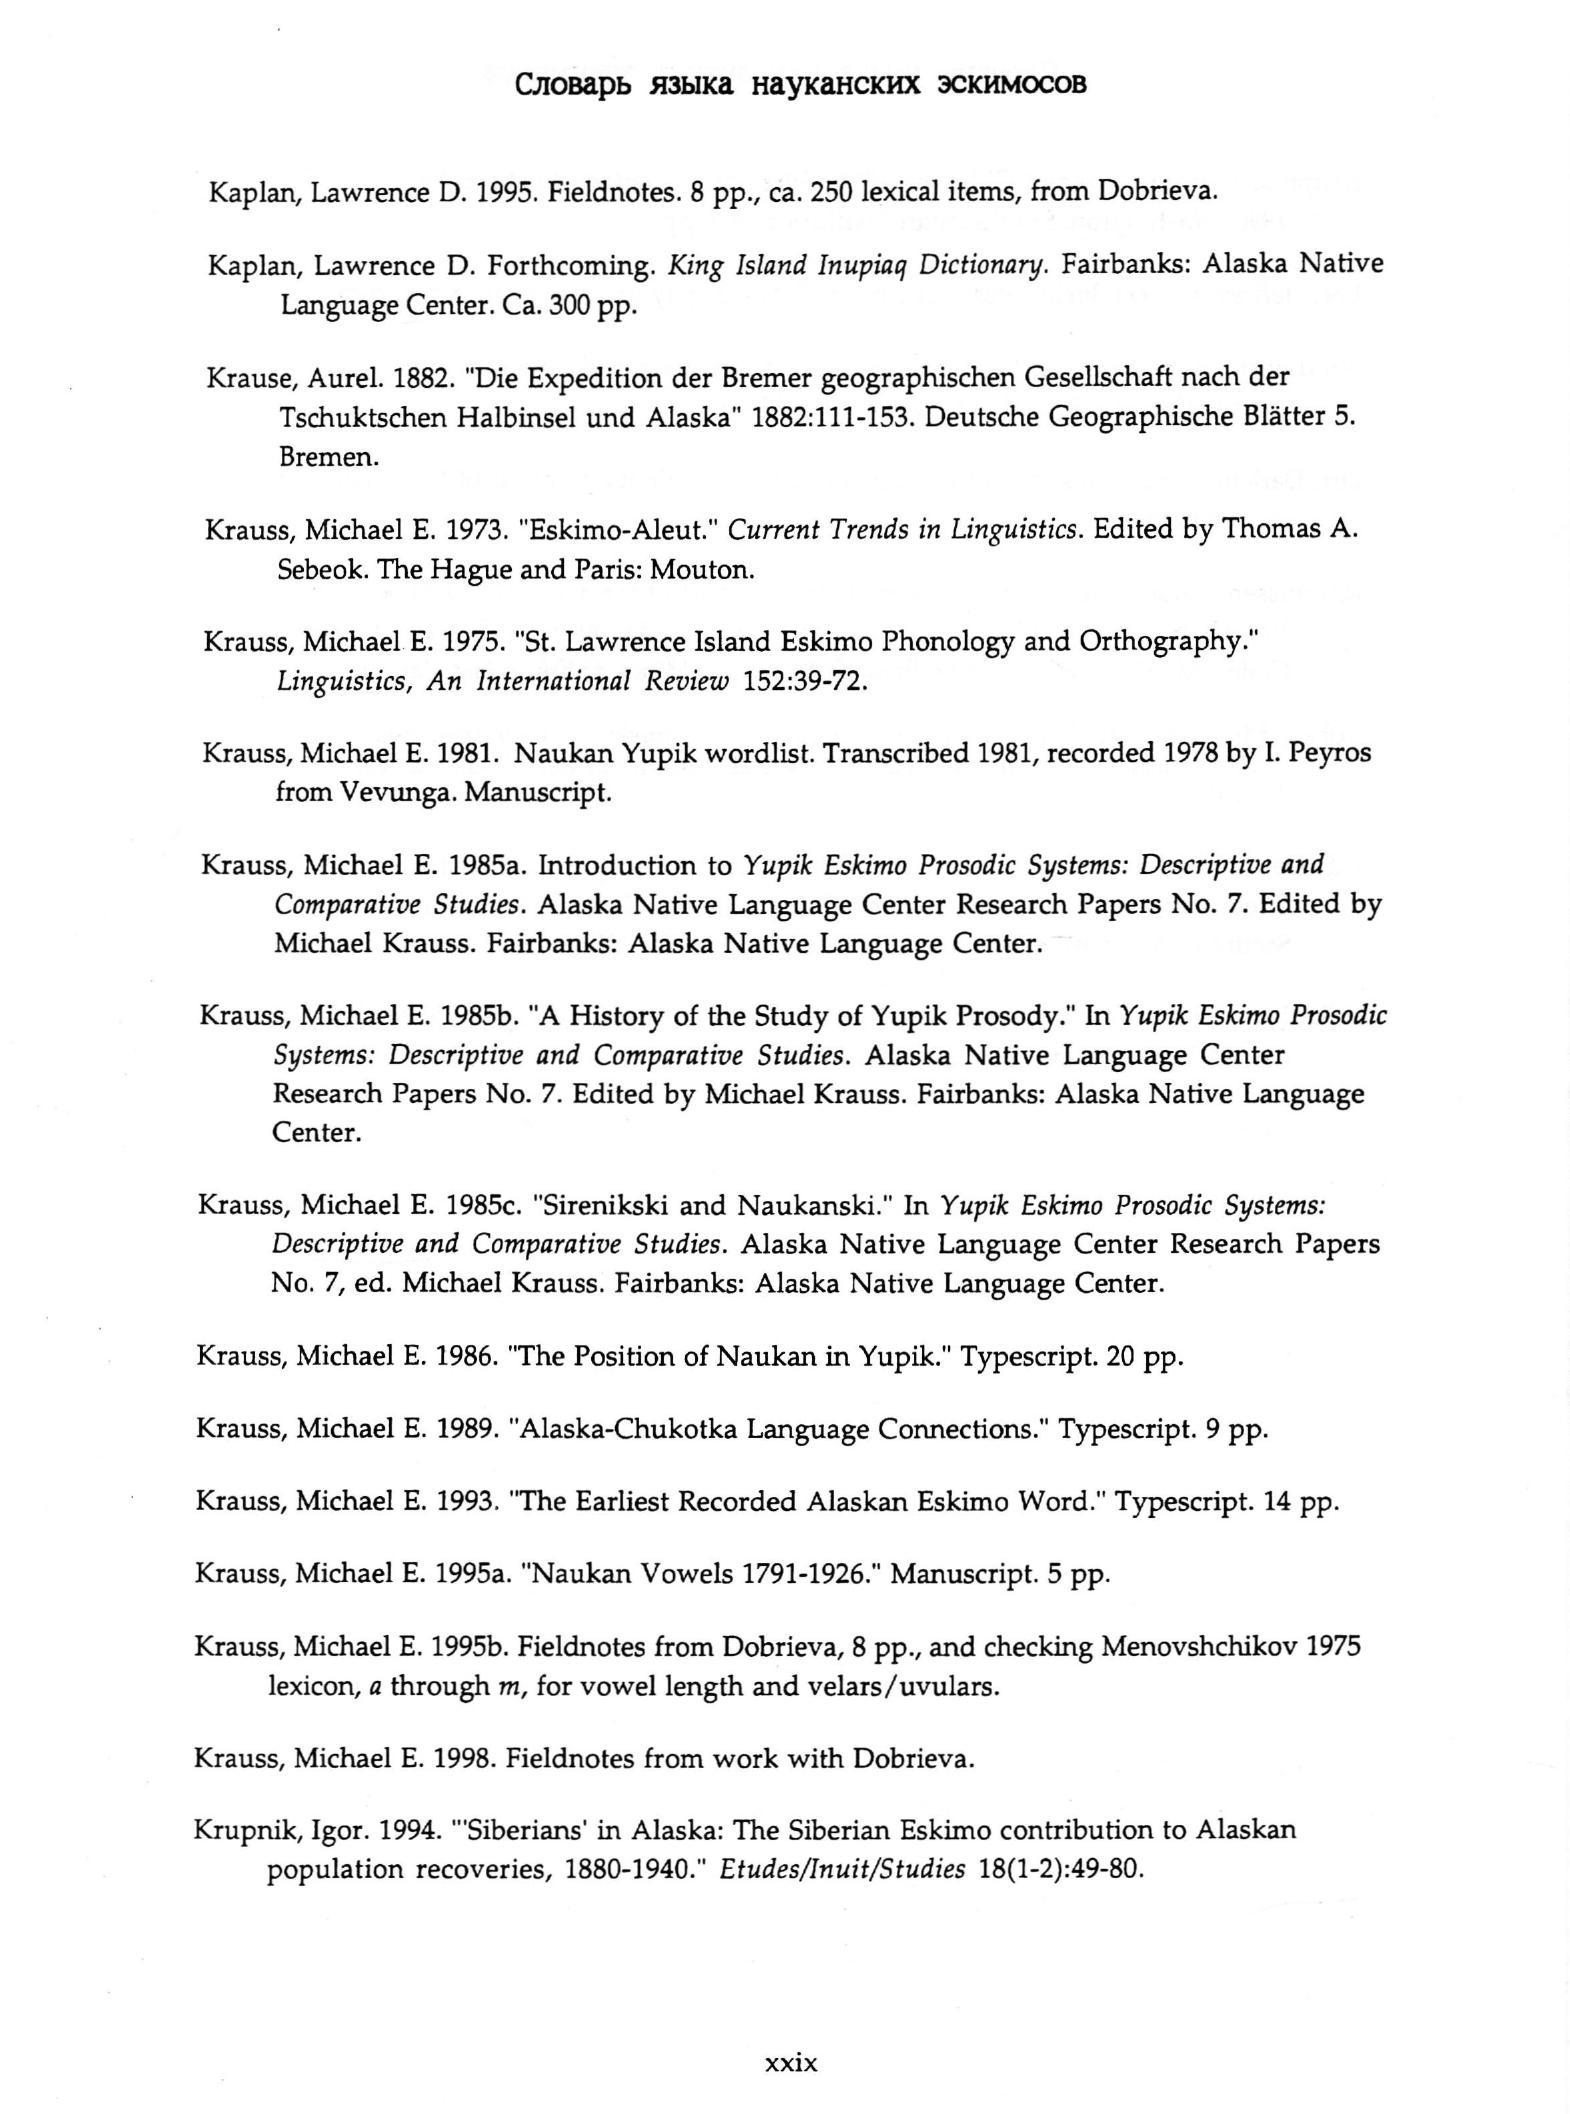 Словарь языка науканских эскимосов
Kaplan, Lawrence D. 1995. Fieldnotes. 8 pp., ca. 250 lexical items, from Dobrieva.
Kaplan, Lawrence D. Forthcoming. King Island Inupiaq Dictionary. Fairbanks: Alaska Native
Language Center. Ca. 300 pp.
Krause, Aurel. 1882. "Die Expedition der Bremer geographischen Gesellschaft nach der
Tschuktschen Halbinsel und Alaska" 1882:111-153. Deutsche Geographische Blätter 5.
Bremen.
Krauss, Michael E. 1973. "Eskimo-Aleut." Current Trends in Linguistics. Edited by Thomas A.
Sebeok. The Hague and Paris: Mouton.
Krauss, Michael E. 1975. "St. Lawrence Island Eskimo Phonology and Orthography."
Linguistics, An International Review 152:39-72.
Krauss, Michael E. 1981. Naukan Yupik wordlist. Transcribed 1981, recorded 1978 by I. Peyros
from Vevunga. Manuscript.
Krauss, Michael E. 1985a. Introduction to Yupik Eskimo Prosodic Systems: Descriptive and
Comparative Studies. Alaska Native Language Center Research Papers No. 7. Edited by
Michael Krauss. Fairbanks: Alaska Native Language Center.
Krauss, Michael E. 1985b. "A History of the Study of Yupik Prosody." In Yupik Eskimo Prosodic
Systems: Descriptive and Comparative Studies. Alaska Native Language Center
Research Papers No. 7. Edited by Michael Krauss. Fairbanks: Alaska Native Language
Center.
Krauss, Michael E. 1985c. "Sirenikski and Naukanski." In Yupik Eskimo Prosodic Systems:
Descriptive and Comparative Studies. Alaska Native Language Center Research Papers
No. 7, ed. Michael Krauss. Fairbanks: Alaska Native Language Center.
Krauss, Michael E. 1986. "The Position of Naukan in Yupik." Typescript. 20 pp.
Krauss, Michael E. 1989. "Alaska-Chukotka Language Connections." Typescript. 9 pp.
Krauss, Michael E. 1993. "The Earliest Recorded Alaskan Eskimo Word." Typescript. 14 pp.
Krauss, Michael E. 1995a. "Naukan Vowels 1791-1926." Manuscript. 5 pp.
Krauss, Michael E. 1995b. Fieldnotes from Dobrieva, 8 pp., and checking Menovshchikov 1975
lexicon, a through m, for vowel length and velars/uvulars.
Krauss, Michael E. 1998. Fieldnotes from work with Dobrieva.
Krupnik, Igor. 1994. "'Siberians' in Alaska: The Siberian Eskimo contribution to Alaskan
population recoveries, 1880-1940." Etudes/Inuit/Studies 18(1-2):49-80.
xxix